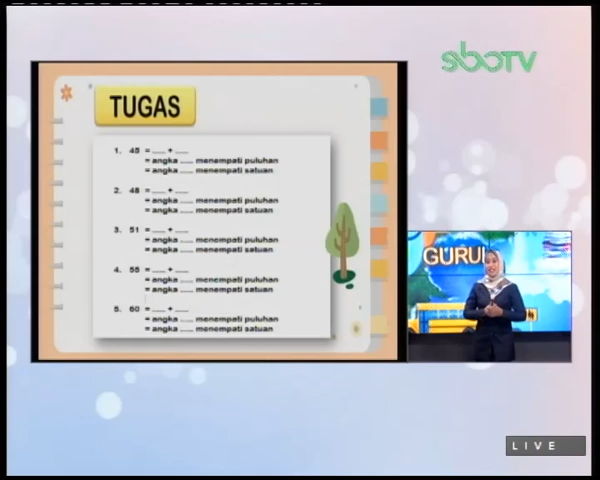 sboTV
TUGAS
1. 45 = ___ + ___
= angka ___ menempati puluhan
= angka ___ menempati satuan
2. 48 = ___ + ___
= angka ___ menempati puluhan
= angka ___ menempati satuan
3. 51 = ___ + ___
= angka ___ menempati puluhan
= angka ___ menempati satuan
4. 55 = ___ + ___
= angka ___ menempati puluhan
= angka ___ menempati satuan
5. 60 = ___ + ___
= angka ___ menempati puluhan
= angka ___ menempati satuan
GURU
LIVE